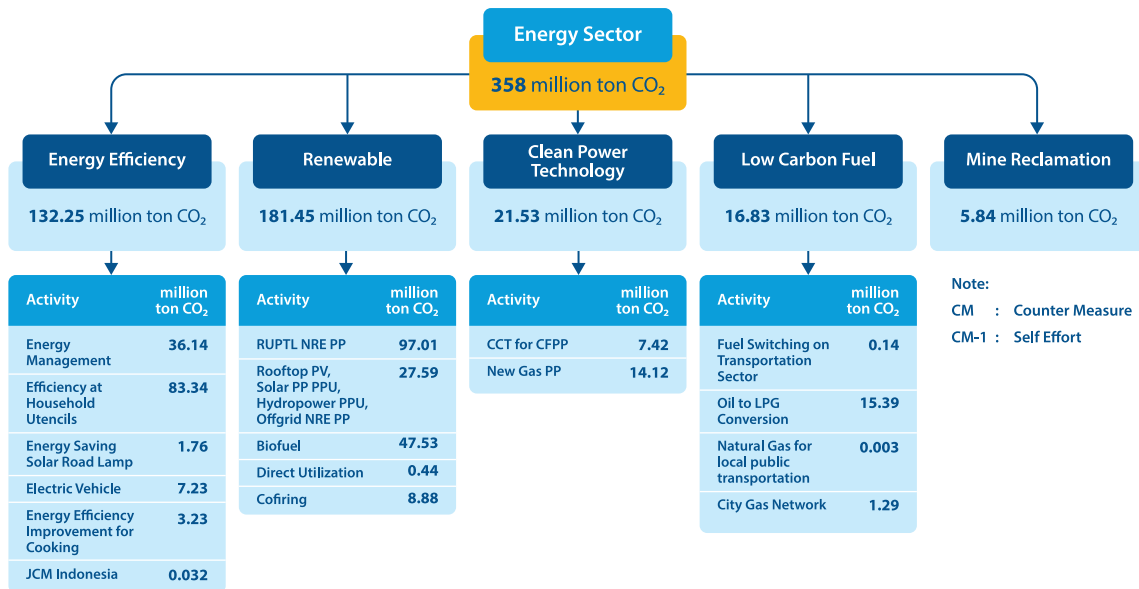 Energy Sector
358 million ton CO₂
Energy Efficiency
132.25 million ton CO₂
Renewable
181.45 million ton CO₂
Clean Power
Technology
21.53 million ton CO₂
Low Carbon Fuel
16.83 million ton CO₂
Mine Reclamation
5.84 million ton CO₂
Activity million
ton CO₂
Energy
Management 36.14
Efficiency at 83.34
Household
Utencils
Energy Saving 1.76
Solar Road Lamp
Electric Vehicle 7.23
Energy Efficiency 3.23
Improvement for
Cooking
JCM Indonesia 0.032
Activity million
ton CO₂
RUPTL NRE PP 97.01
Rooftop PV, 27.59
Solar PP PPU,
Hydropower PPU,
Offgrid NRE PP
Biofuel 47.53
Direct Utilization 0.44
Cofiring 8.88
Activity million
ton CO₂
CCT for CFPP 7.42
New Gas PP 14.12
Activity million
ton CO₂
Fuel Switching on 0.14
Transportation
Sector
Oil to LPG 15.39
Conversion
Natural Gas for 0.003
local public
transportation
City Gas Network 1.29
Note:
CM : Counter Measure
CM-1 : Self Effort